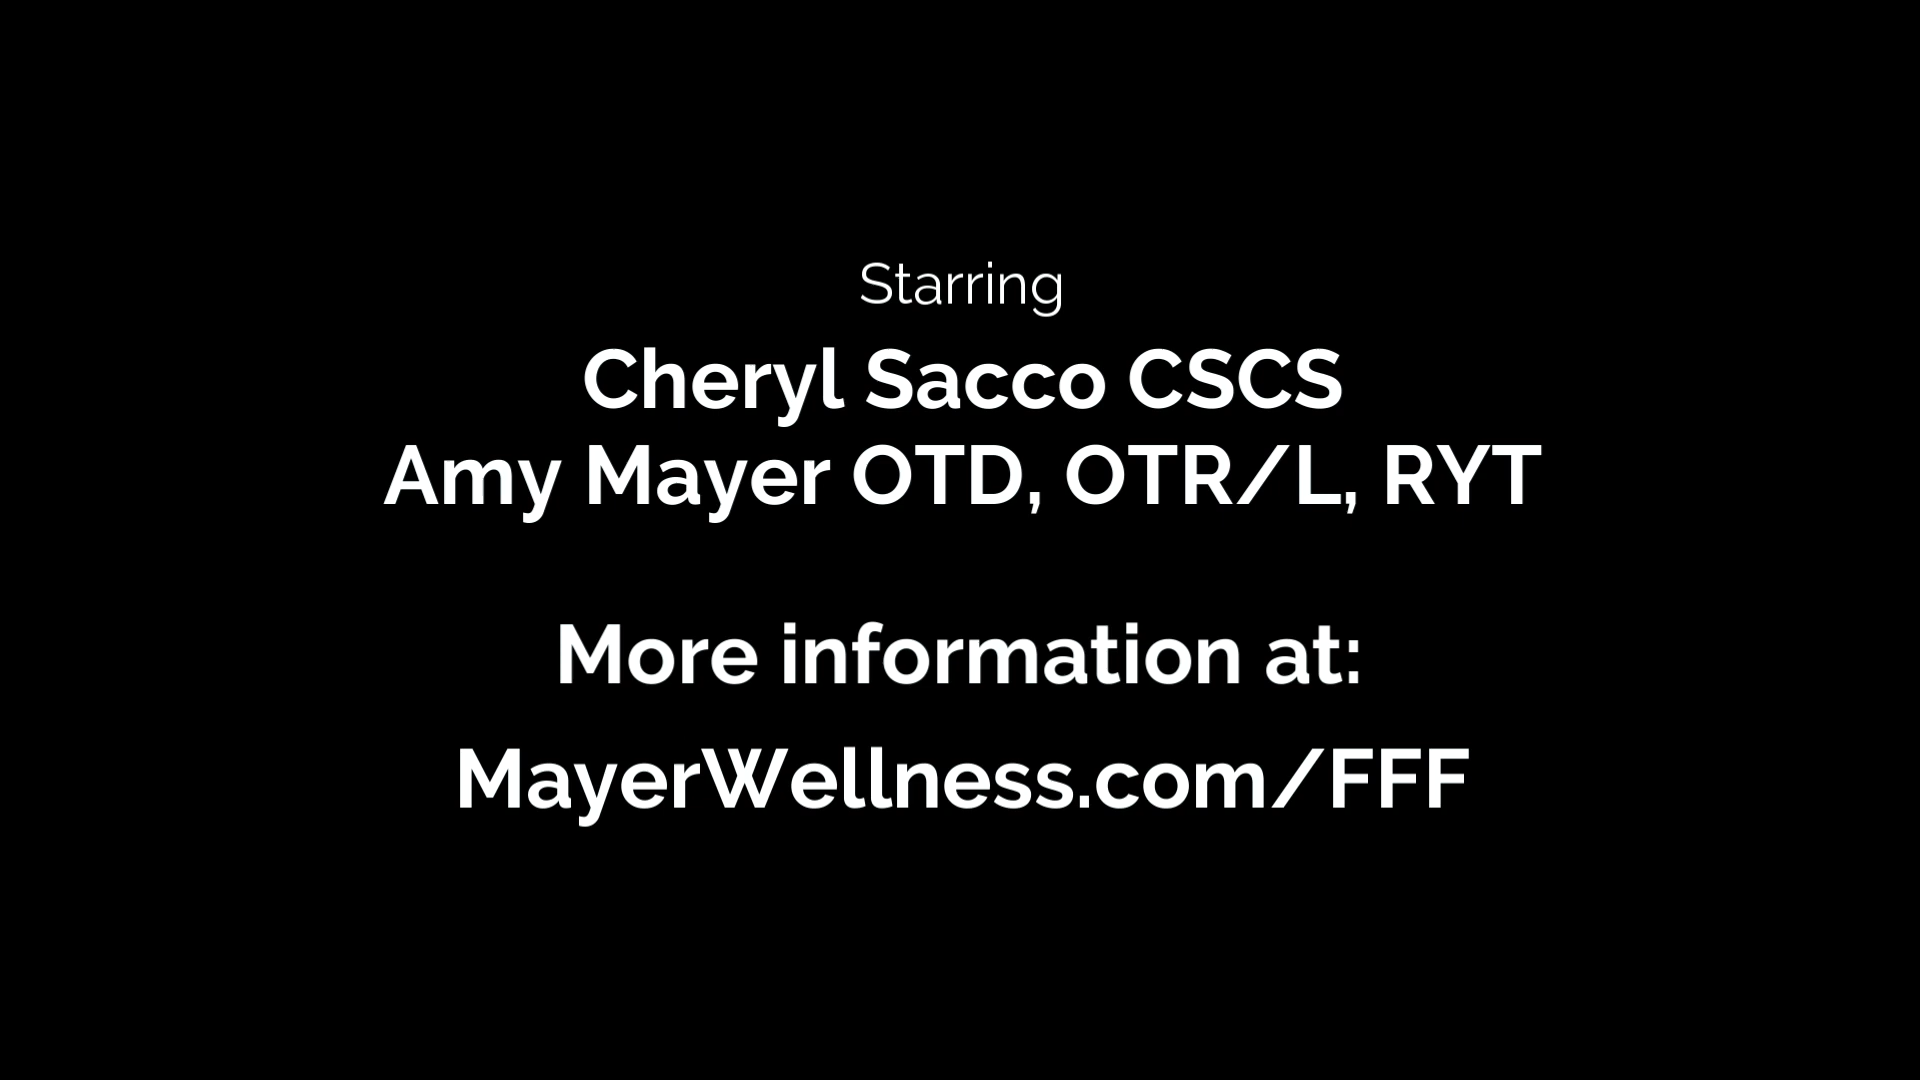 Starring
Cheryl Sacco CSCS
Amy Mayer OTD, OTR/L, RYT
More information at:
MayerWellness.com/FFF